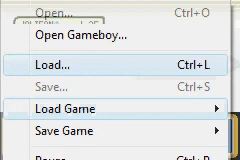 Open... Ctrl+O
Open Gameboy...
Load... Ctrl+L
Save... Ctrl+S
Load Game
Save Game